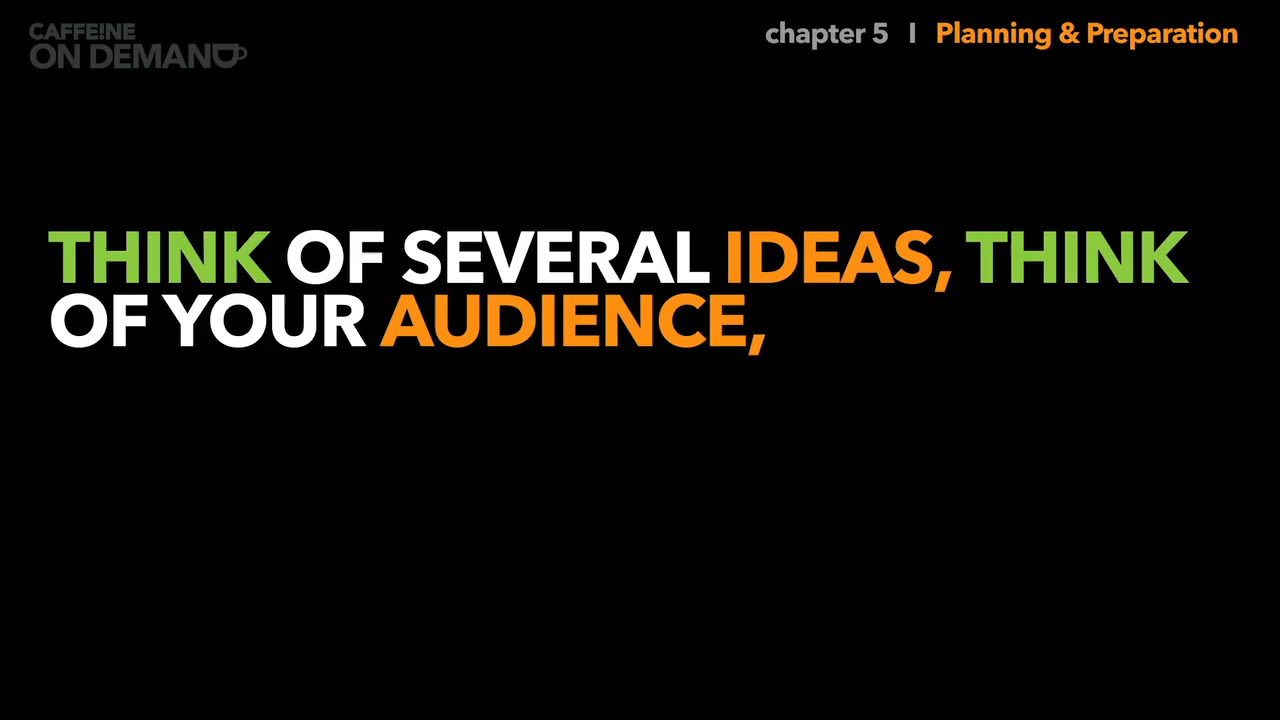 CAFFE!NE
ON DEMAND
chapter 5 | Planning & Preparation
THINK OF SEVERAL IDEAS, THINK
OF YOUR AUDIENCE,